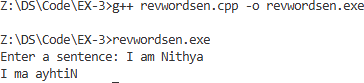 Z:\DS\Code\EX-3>g++ revwordsen.cpp -o revwordsen.exe
Z:\DS\Code\EX-3>revwordsen.exe
Enter a sentence: I am Nithya
I ma ayhtiN